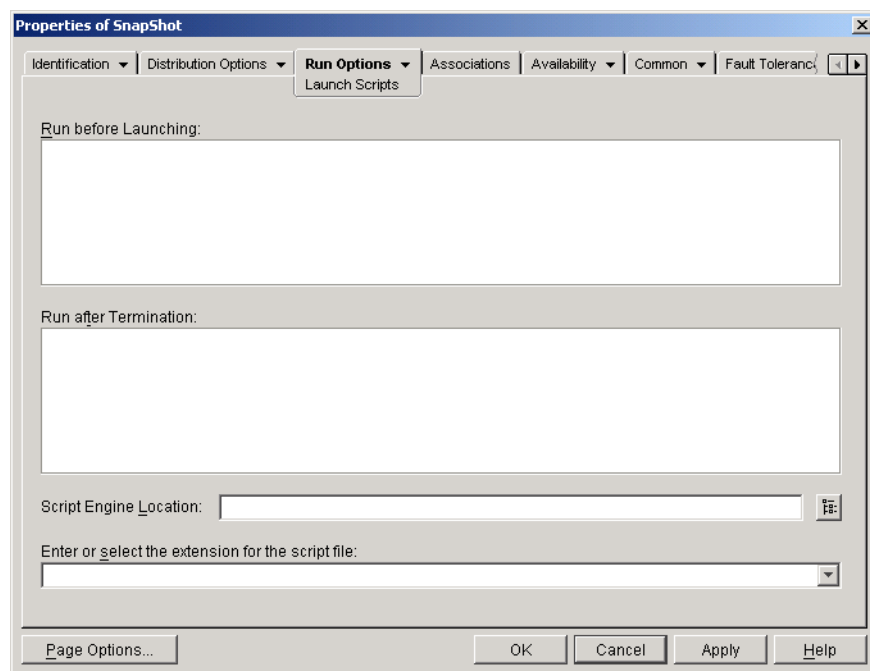 Properties of SnapShot
Identification
Distribution Options
Run Options
Launch Scripts
Associations
Availability
Common
Fault Toleranc
Run before Launching:
Run after Termination:
Script Engine Location:
Enter or select the extension for the script file:
Page Options...
OK
Cancel
Apply
Help